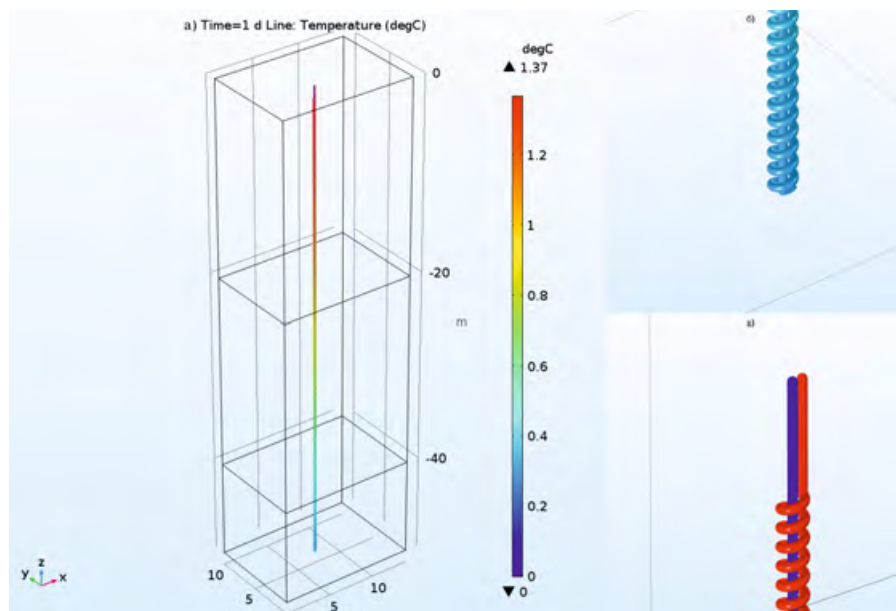 а) Time=1 d Line: Temperature (degC)
degC
▲ 1.37
1.2
1
0.8
0.6
0.4
0.2
0
▼ 0
0
-20
m
-40
10
5
5
10
z
y
x
б)
в)